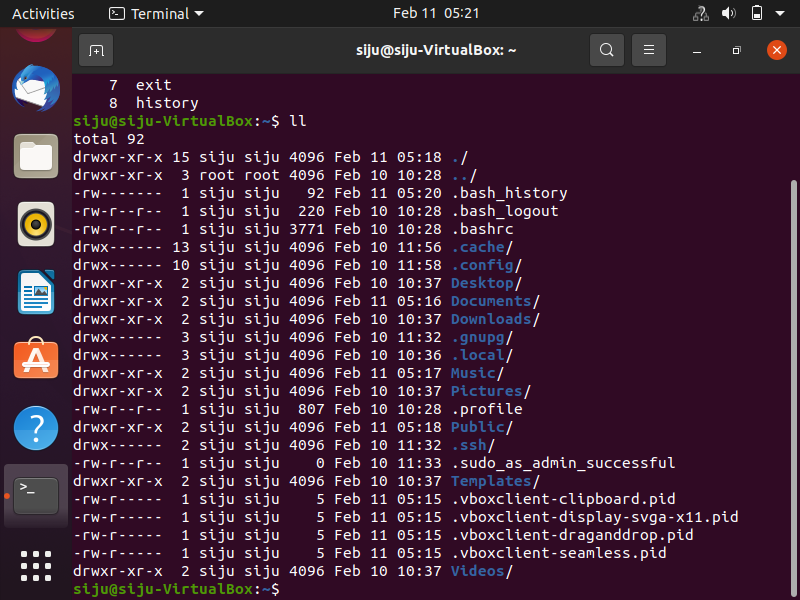 Activities Terminal Feb 11 05:21
siju@siju-VirtualBox: ~
7 exit
8 history
siju@siju-VirtualBox:~$ ll
total 92
drwxr-xr-x 15 siju siju 4096 Feb 11 05:18 ./
drwxr-xr-x 3 root root 4096 Feb 10 10:28 ../
-rw------- 1 siju siju 92 Feb 11 05:20 .bash_history
-rw-r--r-- 1 siju siju 220 Feb 10 10:28 .bash_logout
-rw-r--r-- 1 siju siju 3771 Feb 10 10:28 .bashrc
drwx------ 13 siju siju 4096 Feb 10 11:56 .cache/
drwx------ 10 siju siju 4096 Feb 10 11:58 .config/
drwxr-xr-x 2 siju siju 4096 Feb 10 10:37 Desktop/
drwxr-xr-x 2 siju siju 4096 Feb 11 05:16 Documents/
drwxr-xr-x 2 siju siju 4096 Feb 10 10:37 Downloads/
drwx------ 3 siju siju 4096 Feb 10 11:32 .gnupg/
drwx------ 3 siju siju 4096 Feb 10 10:36 .local/
drwxr-xr-x 2 siju siju 4096 Feb 11 05:17 Music/
drwxr-xr-x 2 siju siju 4096 Feb 10 10:37 Pictures/
-rw-r--r-- 1 siju siju 807 Feb 10 10:28 .profile
drwxr-xr-x 2 siju siju 4096 Feb 11 05:18 Public/
drwx------ 2 siju siju 4096 Feb 10 11:32 .ssh/
-rw-r--r-- 1 siju siju 0 Feb 10 11:33 .sudo_as_admin_successful
drwxr-xr-x 2 siju siju 4096 Feb 10 10:37 Templates/
-rw-r----- 1 siju siju 5 Feb 11 05:15 .vboxclient-clipboard.pid
-rw-r----- 1 siju siju 5 Feb 11 05:15 .vboxclient-display-svga-x11.pid
-rw-r----- 1 siju siju 5 Feb 11 05:15 .vboxclient-draganddrop.pid
-rw-r----- 1 siju siju 5 Feb 11 05:15 .vboxclient-seamless.pid
drwxr-xr-x 2 siju siju 4096 Feb 10 10:37 Videos/
siju@siju-VirtualBox:~$